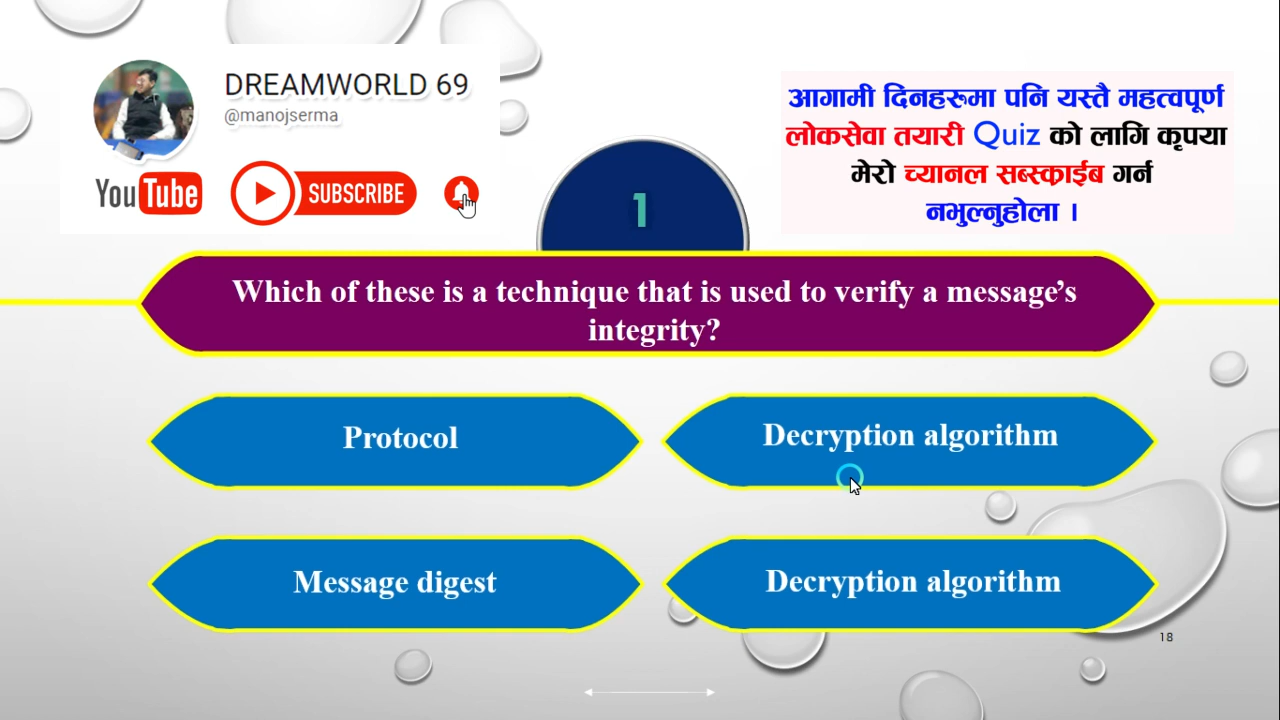 DREAMWORLD 69
@manojserma
YouTube
SUBSCRIBE
आगामी दिनहरुमा पनि यस्तै महत्वपूर्ण
लोकसेवा तयारी Quiz को लागि कृपया
मेरो च्यानल सब्स्क्राईब गर्न
नभुल्नुहोला ।
1
Which of these is a technique that is used to verify a message’s
integrity?
Protocol
Decryption algorithm
Message digest
Decryption algorithm
18